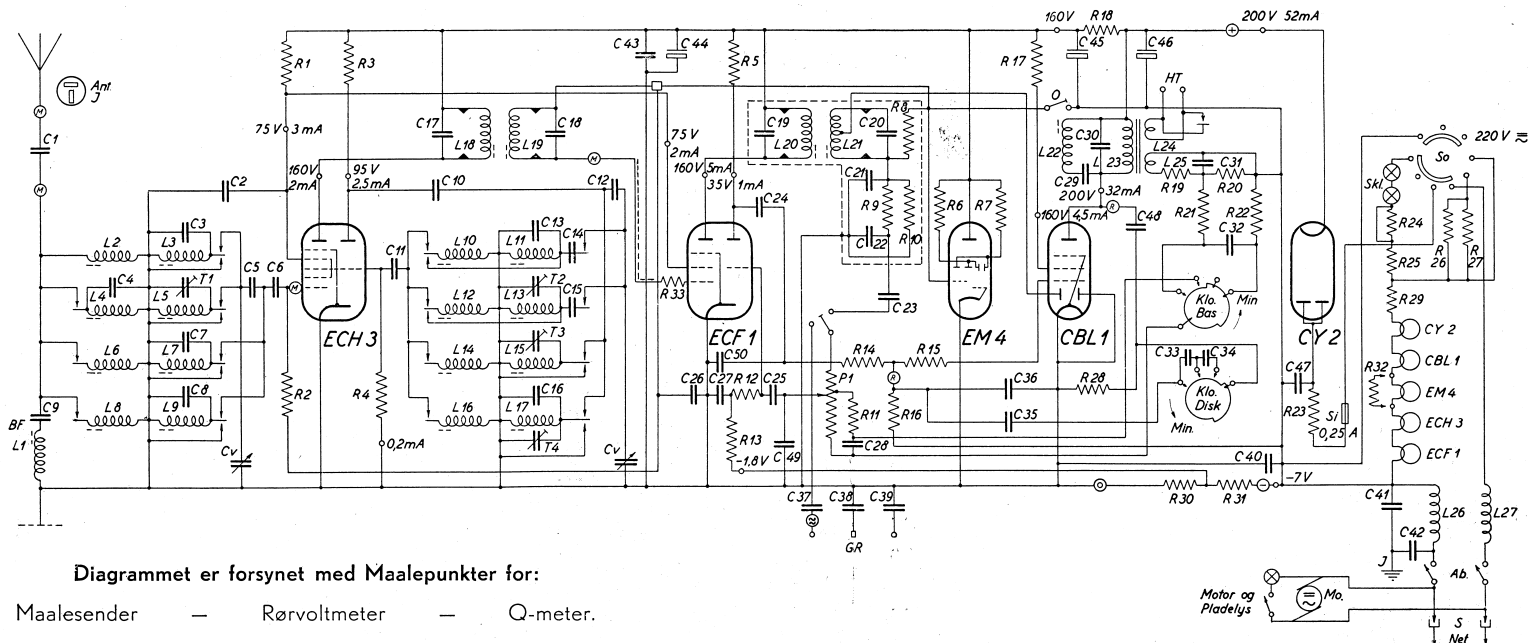 Ant.
J
M
C1
M
75V 3mA
R1
R3
C2
160V
2mA
95V
2,5mA
C17
L18
L19
C18
C10
C12
M
C43
C44
R5
75V
2mA
160V 5mA
35V 1mA
C24
C19
L20
L21
C20
R8
C21
R9
C22
R10
C23
R6
R7
R17
160V
R18
200V 52mA
C45
C46
HT
O
L22
C30
L
23
C29
L24
L25
C31
R19
R20
200V
32mA
160V 4,5mA
R
C48
R21
R22
C32
Klo.
Bas
Min
C33
C34
Klo.
Disk
Min.
220V
So
Skl.
R24
R25
R
26
R
27
R29
CY 2
CBL 1
EM 4
ECH 3
ECF 1
R32
C47
R23
Si
0,25 A
L2
L3
C3
C4
L4
L5
T1
C5
C6
M
L6
L7
C7
L8
L9
C8
C9
BF
L1
Cv
R2
R4
0,2mA
C11
L10
L11
C13
C14
L12
L13
T2
C15
L14
L15
T3
L16
L17
C16
T4
Cv
R33
ECH 3
ECF 1
EM 4
CBL 1
CY 2
C50
C26
C27
R12
C25
R13
-1,8V
C49
P1
R14
R15
R
R11
C28
R16
C36
C35
R28
C40
-7V
R30
R31
C37
C38
GR
C39
C41
C42
J
L26
L27
Ab.
Motor og
Pladelys
Mo.
S
Net
Diagrammet er forsynet med Maalepunkter for:
Maalesender — Rørvoltmeter — Q-meter.